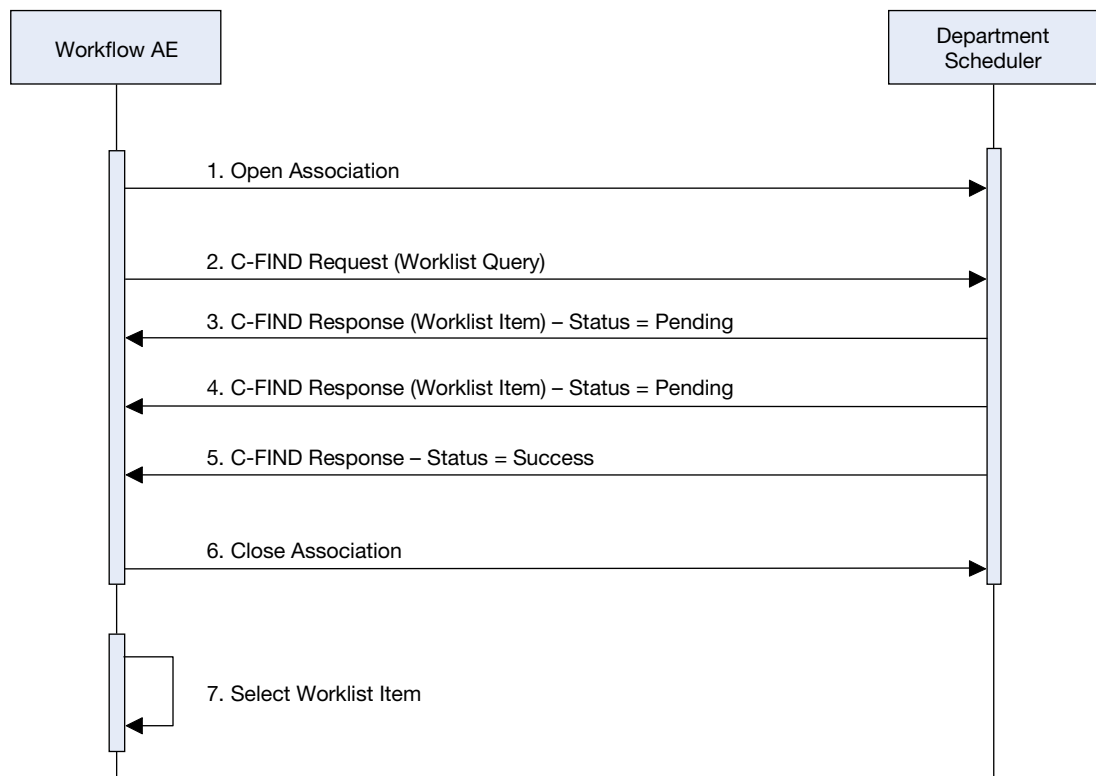 Workflow AE
Department
Scheduler
1. Open Association
2. C-FIND Request (Worklist Query)
3. C-FIND Response (Worklist Item) – Status = Pending
4. C-FIND Response (Worklist Item) – Status = Pending
5. C-FIND Response – Status = Success
6. Close Association
7. Select Worklist Item